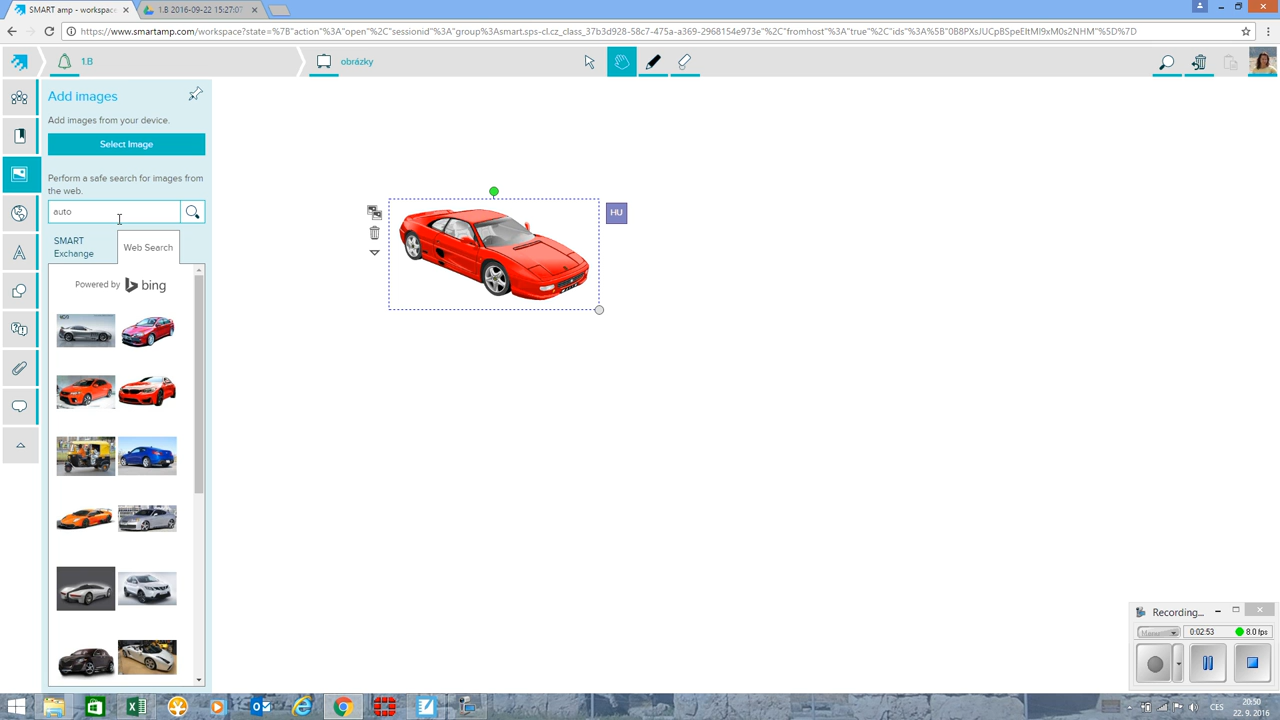 SMART amp - workspac
1.B 2016-09-22 15:27:07
https://www.smartamp.com/workspace?state=%7B"action"%3A"open"%2C"sessionid"%3A"group%3Asmart.sps-cl.cz_class_37b3d928-58c7-475a-a369-2968154e973e"%2C"fromhost"%3A"true"%2C"ids"%3A%5B"0B8PXsJUCpBSpeEltMl9xM0s2NHM"%5D%7D
1.B
obrázky
Add images
Add images from your device.
Select Image
Perform a safe search for images from
the web.
auto
SMART
Exchange
Web Search
Powered by bing
HU
Recording...
Menu
0:02:53
8.0 fps
CES
20:50
22. 9. 2016